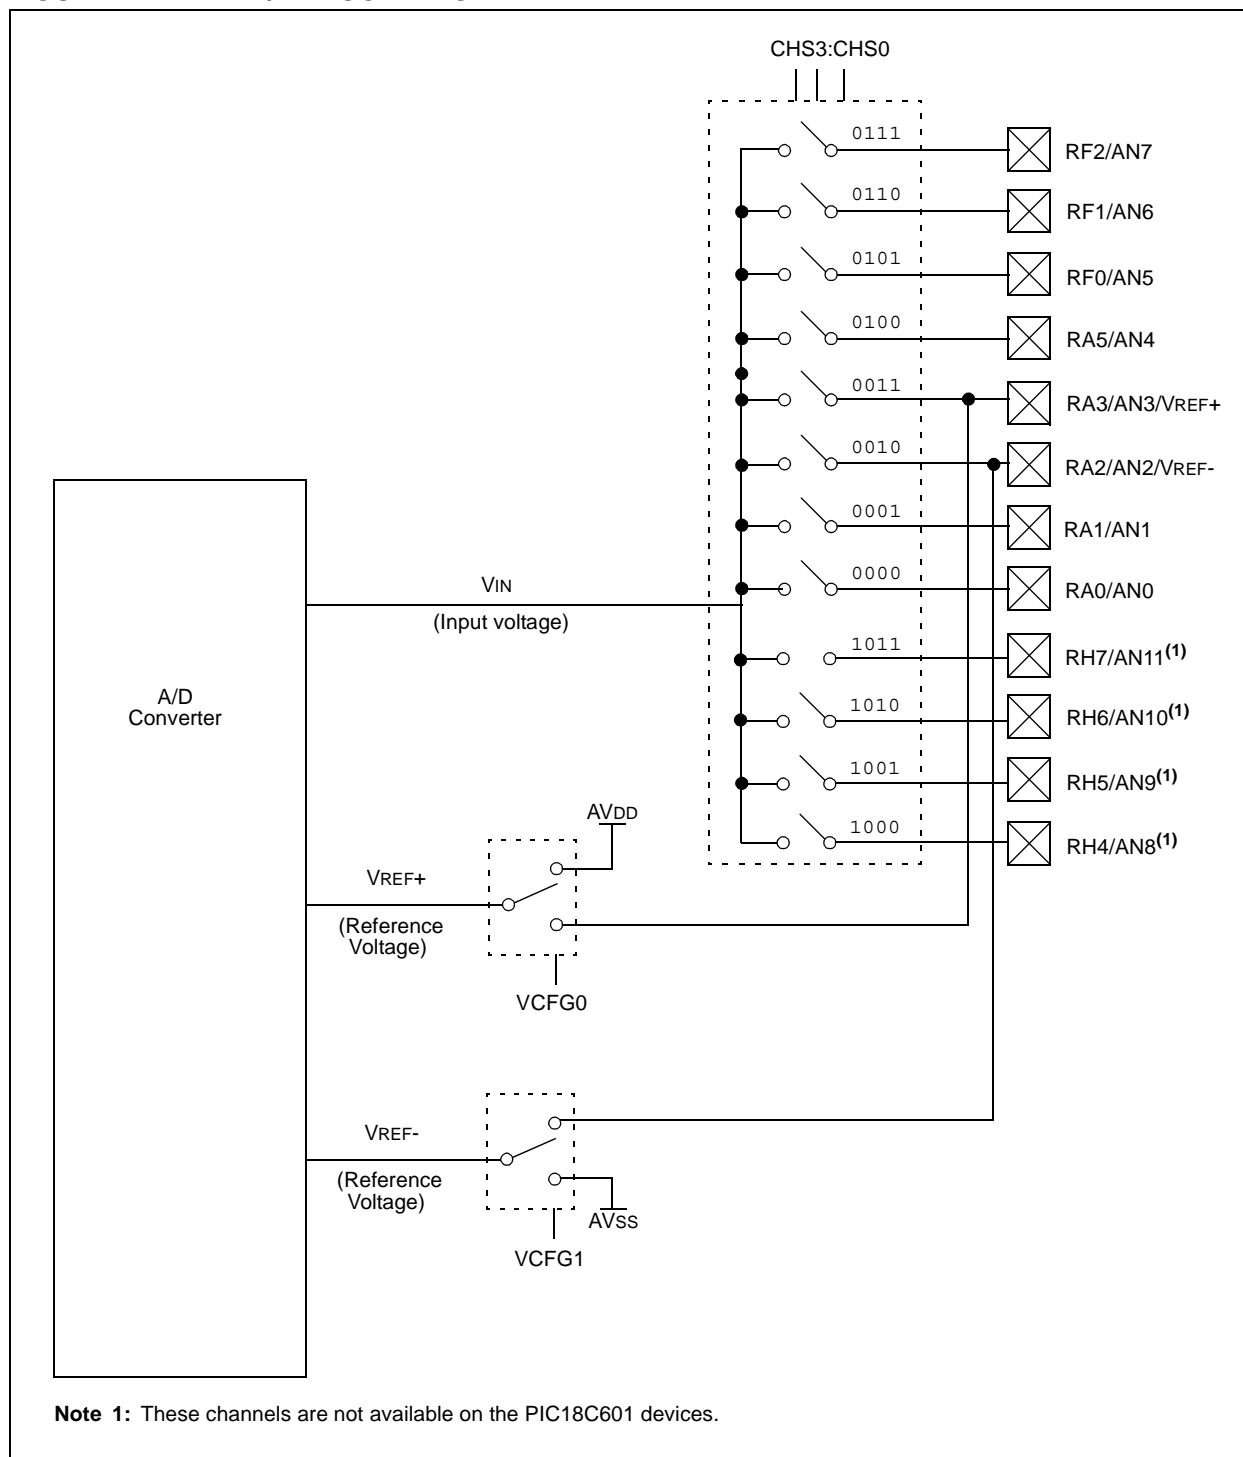 CHS3:CHS0
0111 RF2/AN7
0110 RF1/AN6
0101 RF0/AN5
0100 RA5/AN4
0011 RA3/AN3/VREF+
0010 RA2/AN2/VREF-
0001 RA1/AN1
0000 RA0/AN0
VIN
(Input voltage)
1011 RH7/AN11(1)
A/D
Converter
1010 RH6/AN10(1)
1001 RH5/AN9(1)
AVDD
1000 RH4/AN8(1)
VREF+
(Reference
Voltage)
VCFG0
VREF-
(Reference
Voltage)
AVSS
VCFG1
Note 1: These channels are not available on the PIC18C601 devices.